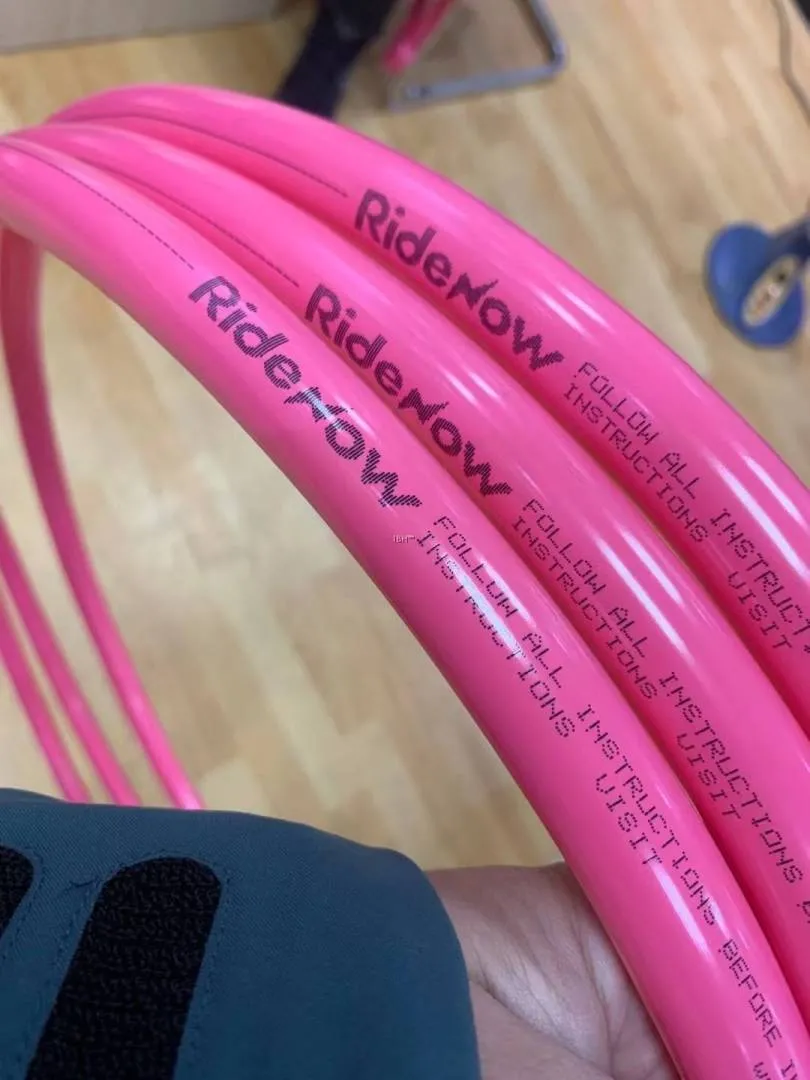 RideNOW
FOLLOW ALL INSTRUCT
INSTRUCTIONS VISIT
RideNOW
FOLLOW ALL INSTRUCTIONS
INSTRUCTIONS VISIT
RideNOW
FOLLOW ALL INSTRUCTIONS BEFORE
INSTRUCTIONS VISIT